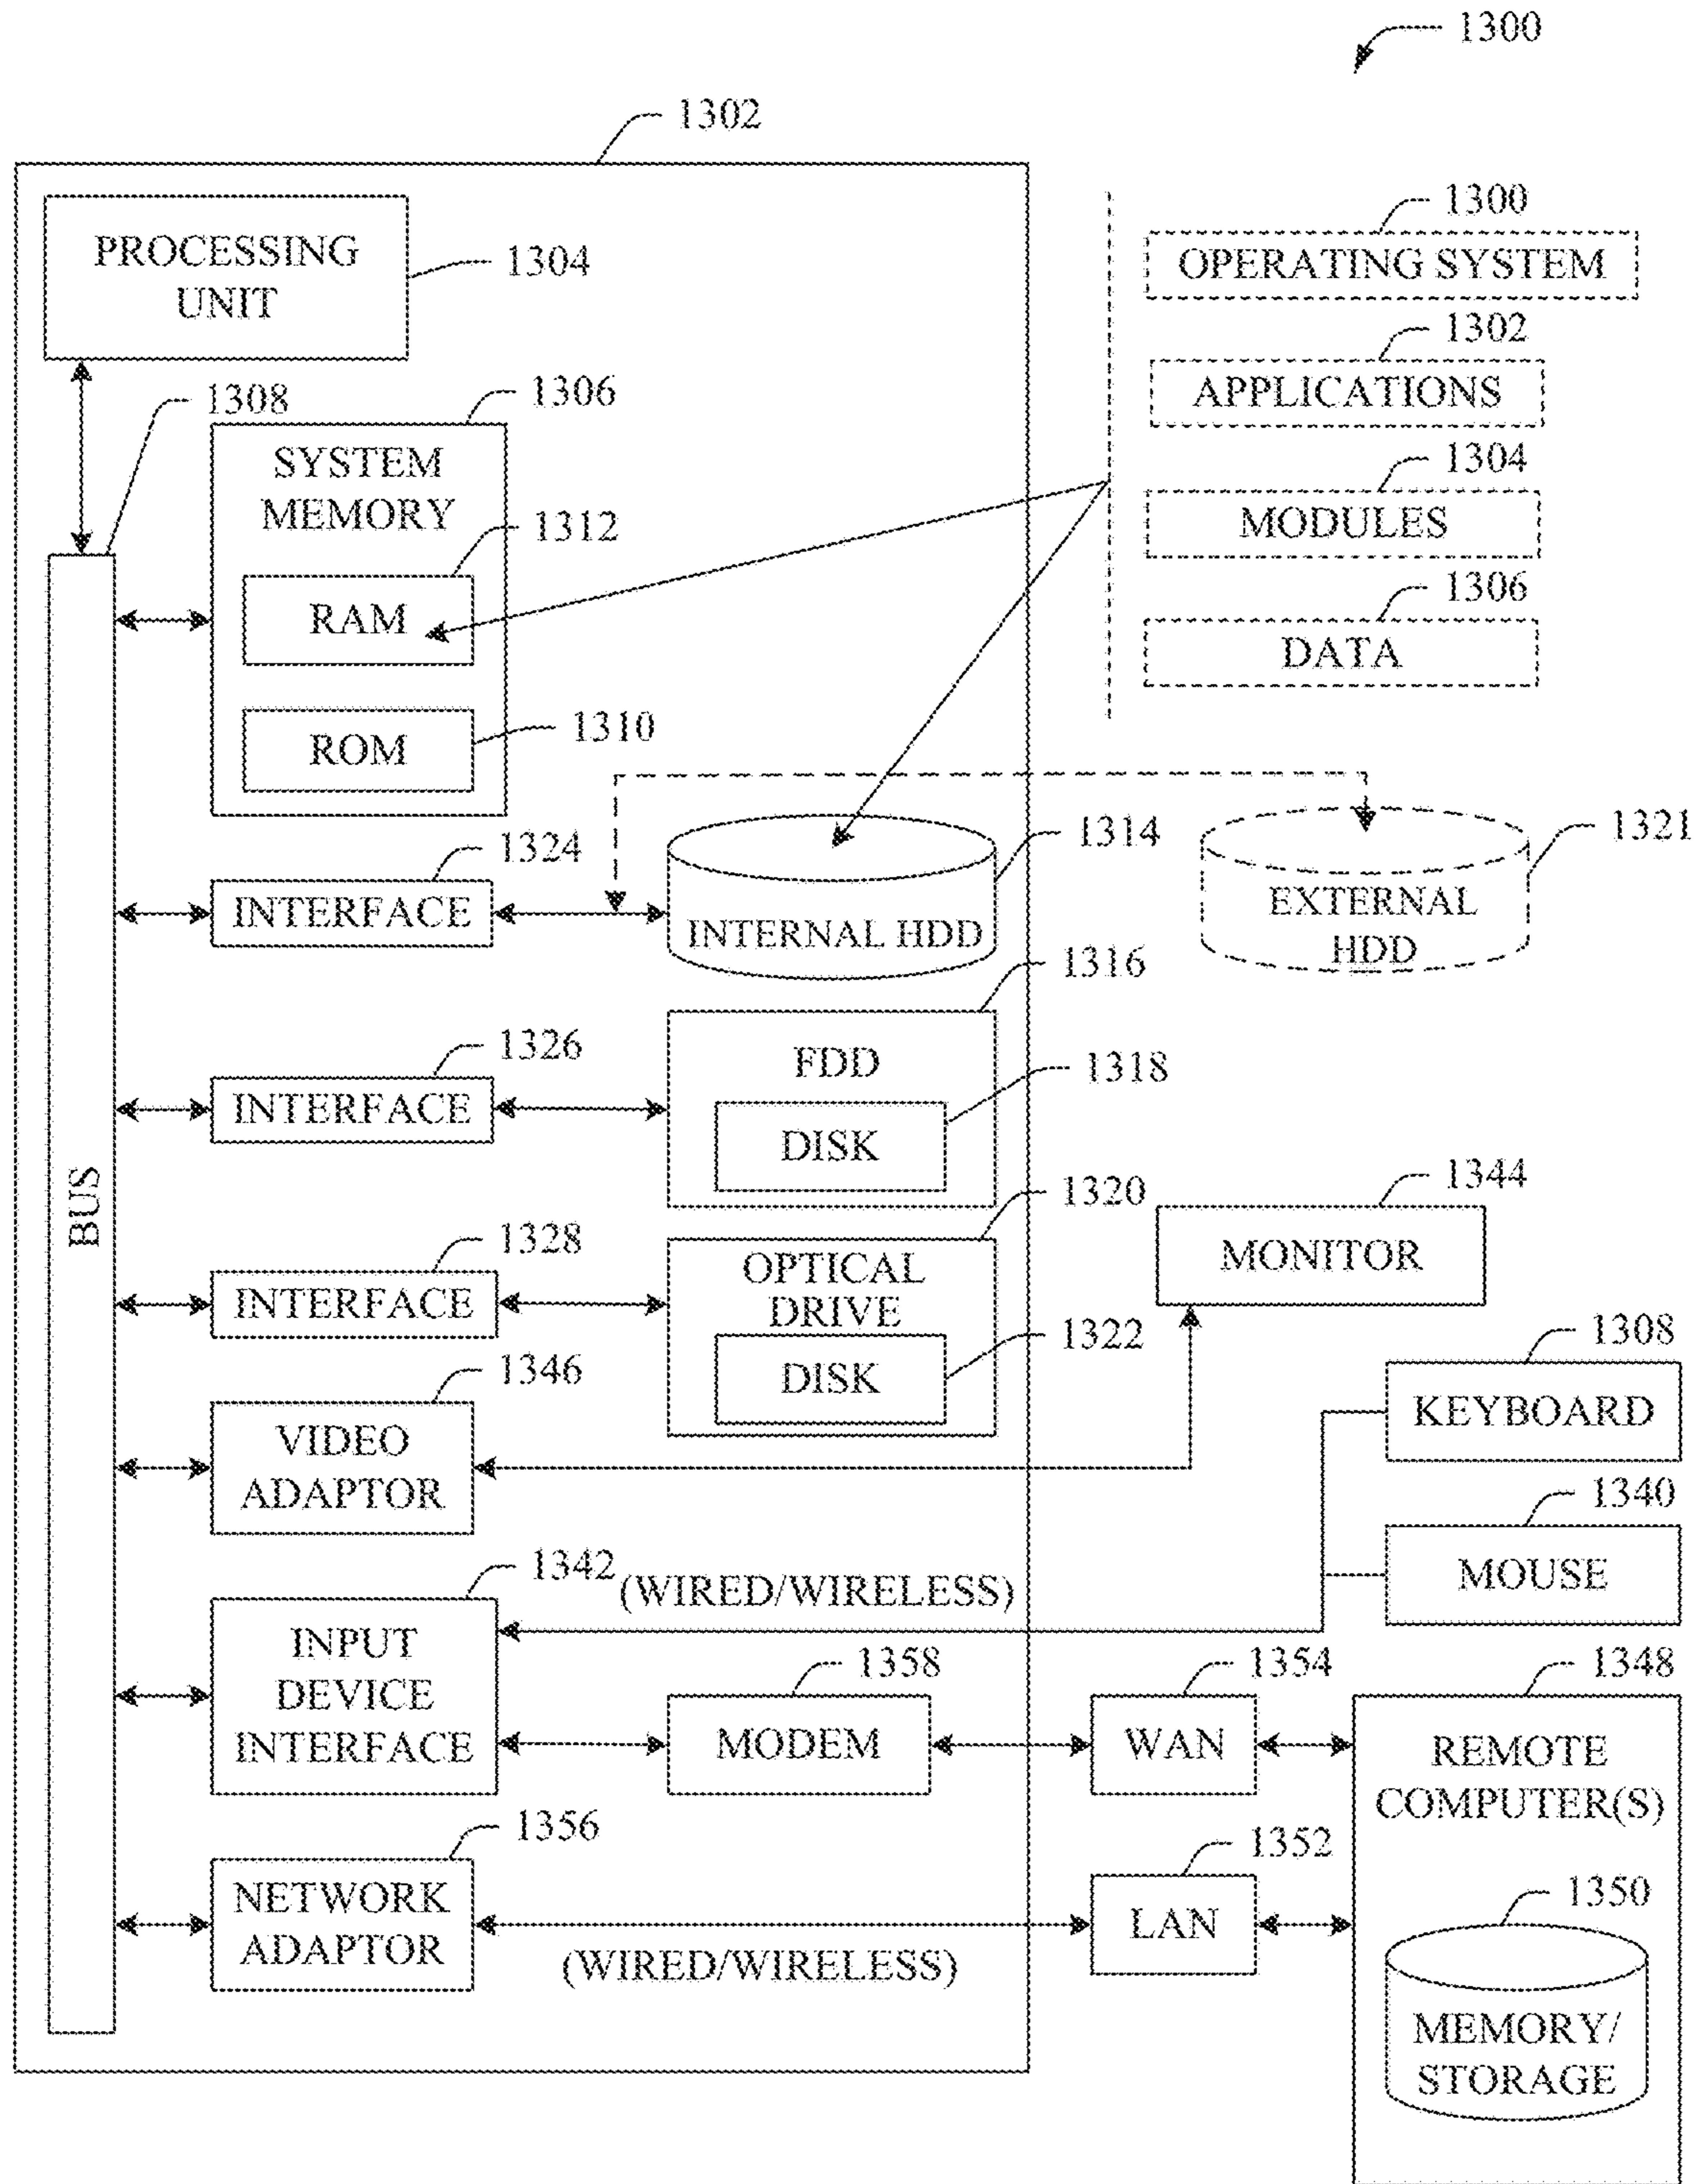 1300
1302
PROCESSING
UNIT
1304
1300
OPERATING SYSTEM
1302
APPLICATIONS
1304
MODULES
1306
DATA
1308
1306
SYSTEM
MEMORY
1312
RAM
1310
ROM
1324
INTERFACE
1314
INTERNAL HDD
1321
EXTERNAL
HDD
1316
FDD
1326
INTERFACE
1318
DISK
BUS
1320
OPTICAL
DRIVE
1328
INTERFACE
1322
DISK
1344
MONITOR
1346
VIDEO
ADAPTOR
1308
KEYBOARD
1340
MOUSE
1342
(WIRED/WIRELESS)
INPUT
DEVICE
INTERFACE
1358
MODEM
1354
WAN
1348
REMOTE
COMPUTER(S)
1356
NETWORK
ADAPTOR
(WIRED/WIRELESS)
1352
LAN
1350
MEMORY/
STORAGE